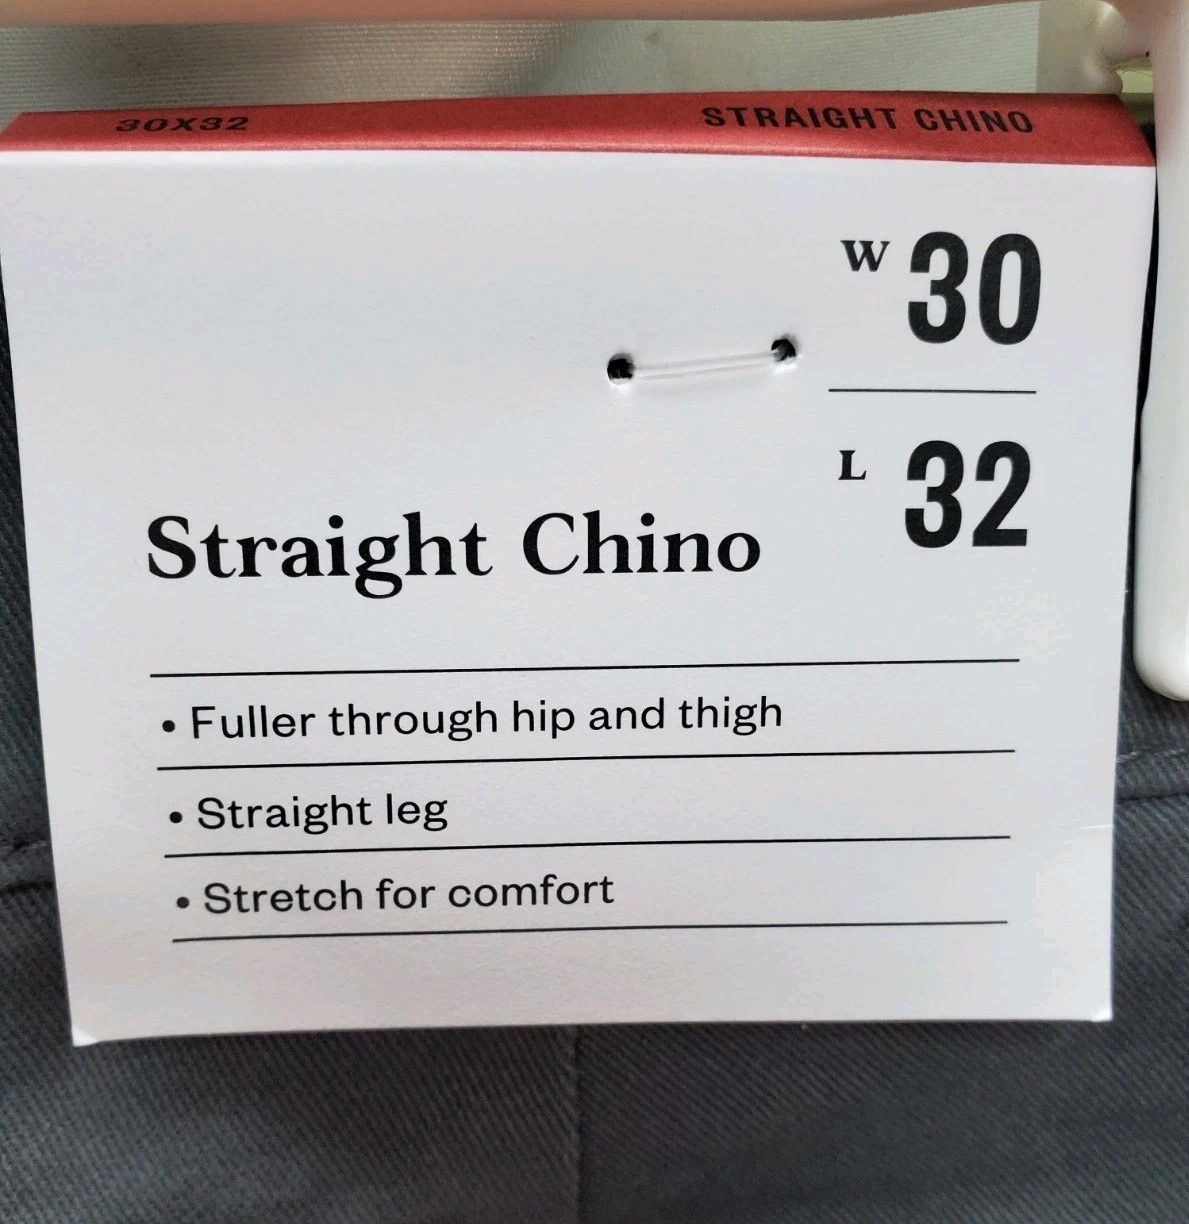 30X32 STRAIGHT CHINO
W 30
L 32
Straight Chino
• Fuller through hip and thigh
• Straight leg
• Stretch for comfort